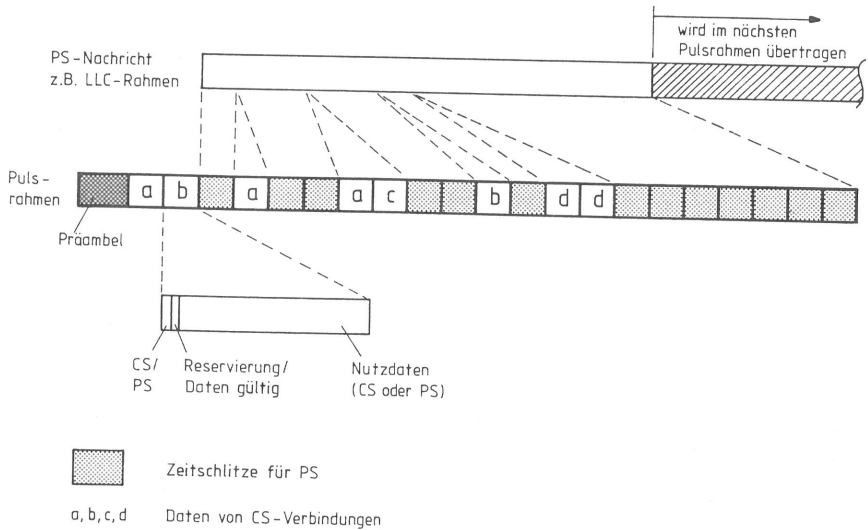 wird im nächsten
Pulsrahmen übertragen
PS-Nachricht
z.B. LLC-Rahmen
Puls-
rahmen
a b a a c b d d
Präambel
CS/
PS
Reservierung/
Daten gültig
Nutzdaten
(CS oder PS)
Zeitschlitze für PS
a,b,c,d Daten von CS-Verbindungen